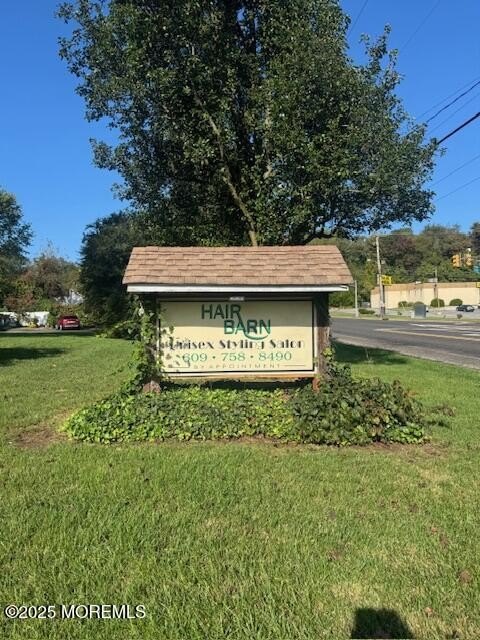 HAIR
BARN
Unisex Styling Salon
609 • 758 • 8490
BY APPOINTMENT
©2025 MOREMLS